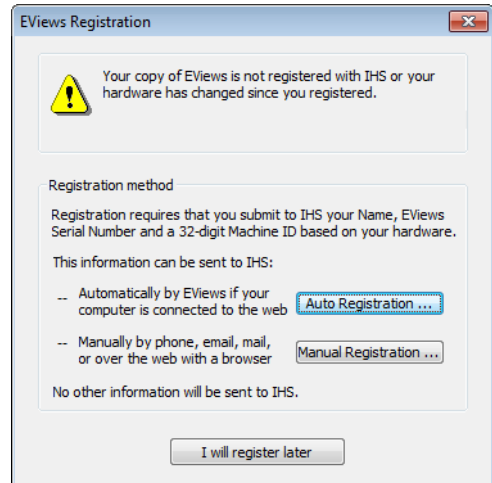 EViews Registration
Your copy of EViews is not registered with IHS or your
hardware has changed since you registered.
Registration method
Registration requires that you submit to IHS your Name, EViews
Serial Number and a 32-digit Machine ID based on your hardware.
This information can be sent to IHS:
-- Automatically by EViews if your
computer is connected to the web
Auto Registration ...
-- Manually by phone, email, mail,
or over the web with a browser
Manual Registration ...
No other information will be sent to IHS.
I will register later